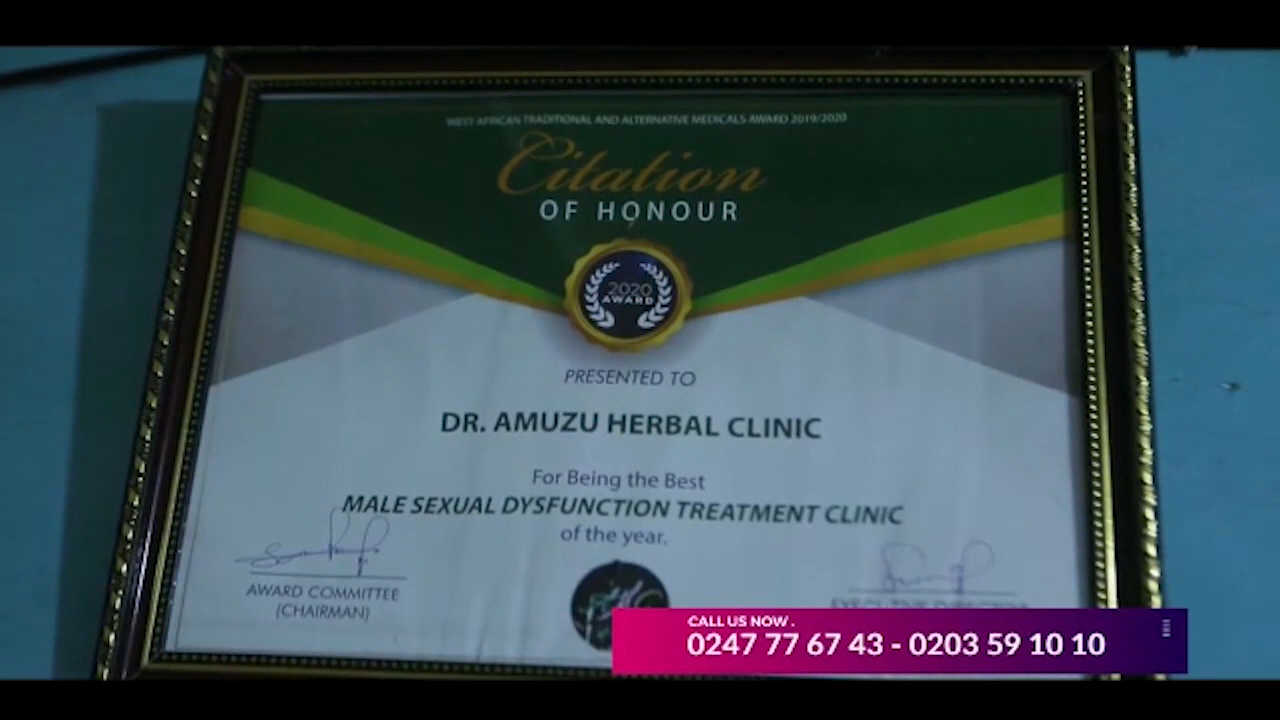 WEST AFRICAN TRADITIONAL AND ALTERNATIVE MEDICALS AWARD 2019/2020
Citation
OF HONOUR
2020
AWARD
PRESENTED TO
DR. AMUZU HERBAL CLINIC
For Being the Best
MALE SEXUAL DYSFUNCTION TREATMENT CLINIC
of the year.
AWARD COMMITTEE
(CHAIRMAN)
CALL US NOW .
0247 77 67 43 - 0203 59 10 10